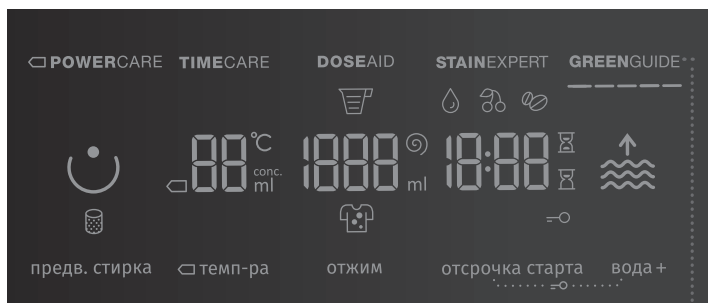 POWERCARE TIMECARE DOSEAID STAINEXPERT GREENGUIDE
88 °C conc. ml 1888 ml 18:88
предв. стирка темп-ра отжим отсрочка старта вода+